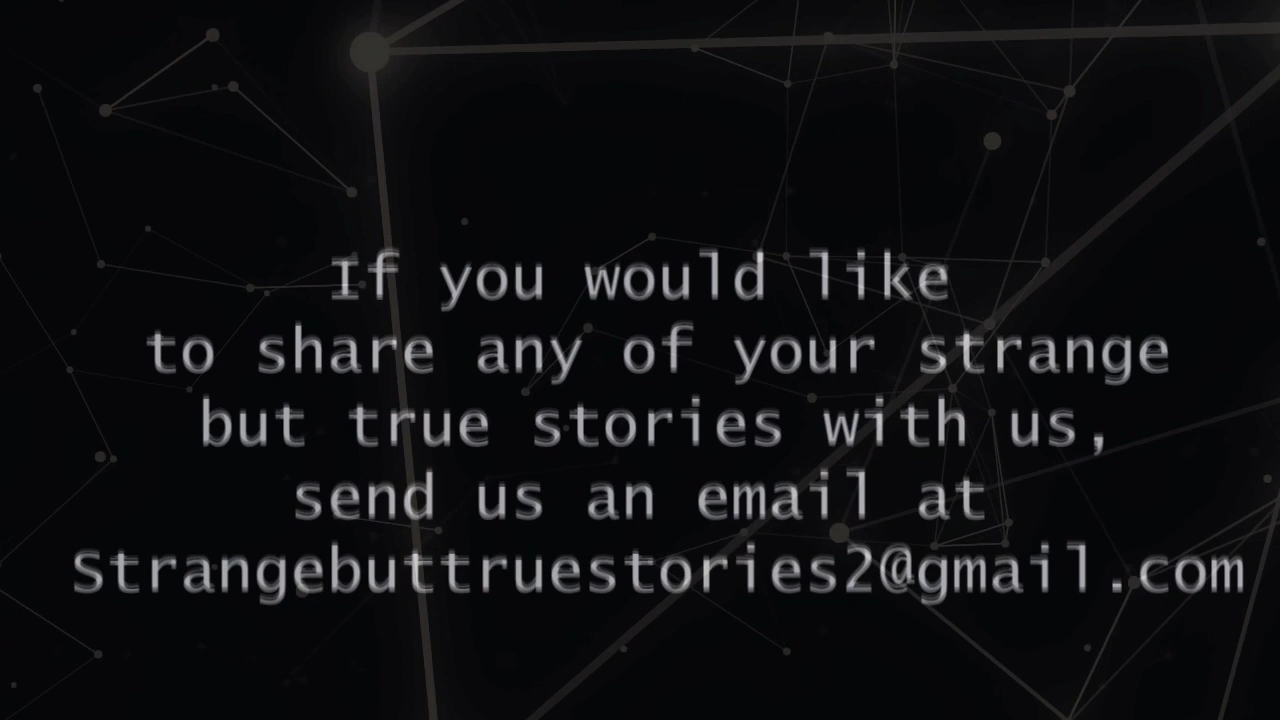 If you would like
to share any of your strange
but true stories with us,
send us an email at
Strangebuttruestories2@gmail.com